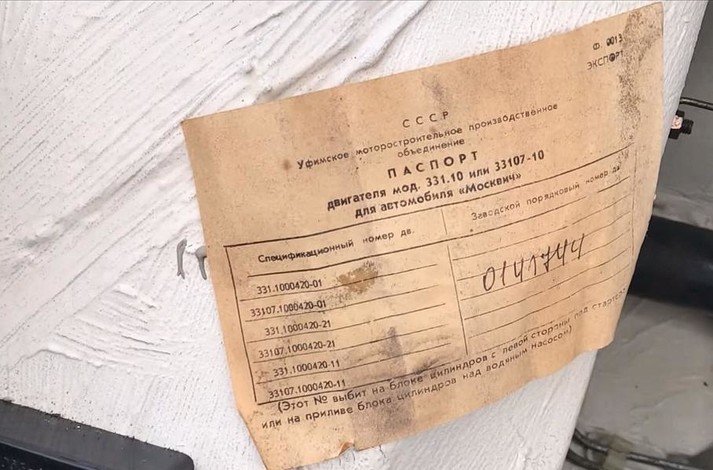 Ф. 0013
ЭКСПОРТ
СССР
Уфимское моторостроительное производственное
объединение
ПАСПОРТ
двигателя мод. 331.10 или 33107-10
для автомобиля «Москвич»
Спецификационный номер дв.
Заводской порядковый номер дв.
331.1000420-01
33107.1000420-01
331.1000420-21
33107.1000420-21
331.1000420-11
33107.1000420-11
0141744
(Этот № выбит на блоке цилиндров с левой стороны под
или на приливе блока цилиндров над водяным насосом)